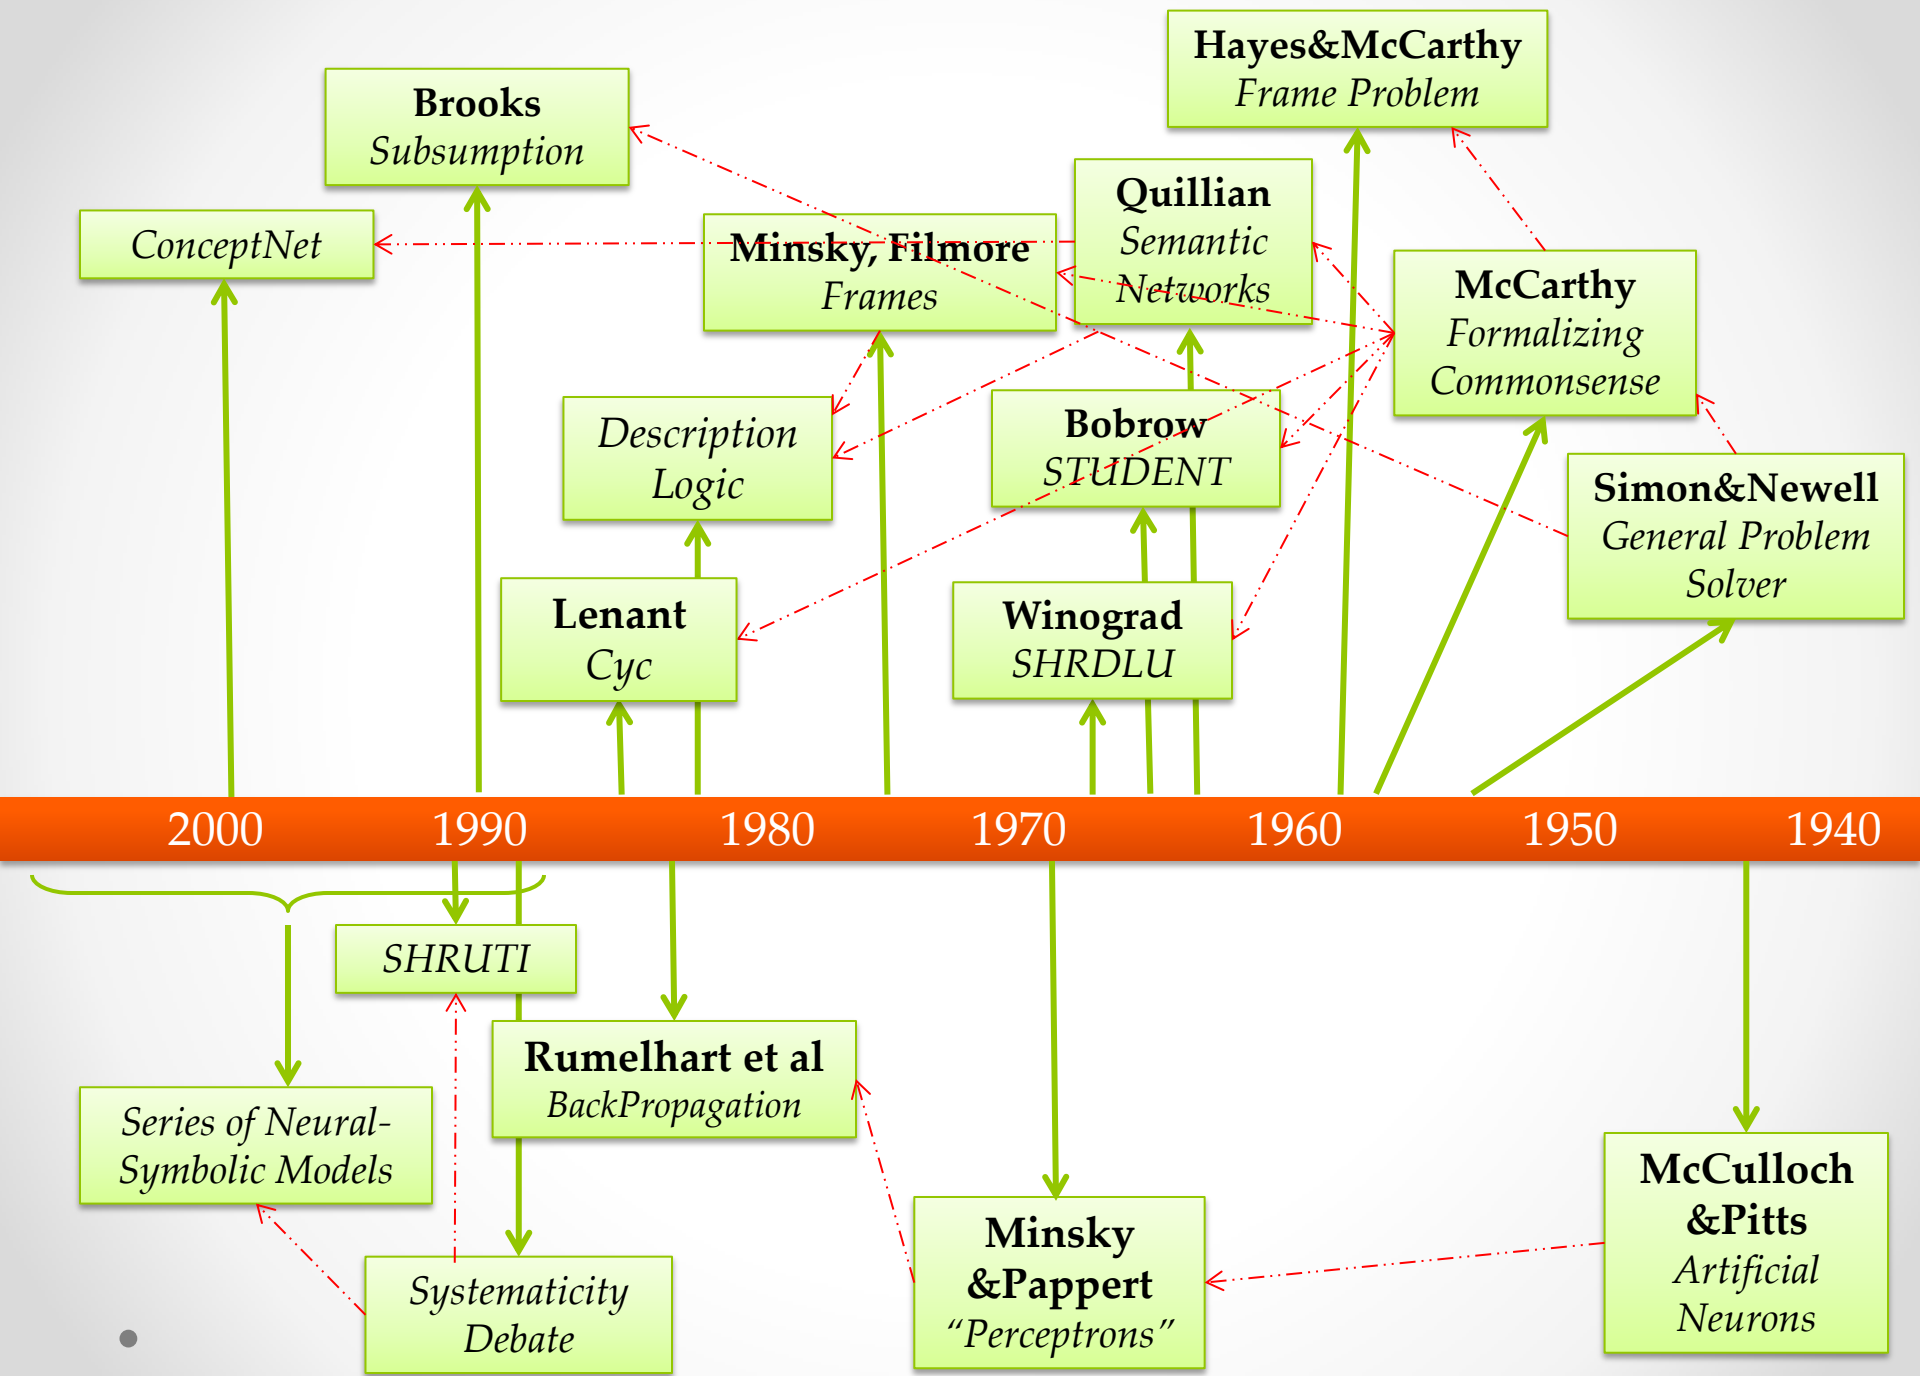 Hayes&McCarthy
Frame Problem
Brooks
Subsumption
Quillian
Semantic
Networks
ConceptNet
Minsky, Filmore
Frames
McCarthy
Formalizing
Commonsense
Description
Logic
Bobrow
STUDENT
Simon&Newell
General Problem
Solver
Lenant
Cyc
Winograd
SHRDLU
2000
1990
1980
1970
1960
1950
1940
SHRUTI
Rumelhart et al
BackPropagation
Series of Neural-
Symbolic Models
McCulloch
&Pitts
Artificial
Neurons
Minsky
&Pappert
“Perceptrons”
Systematicity
Debate